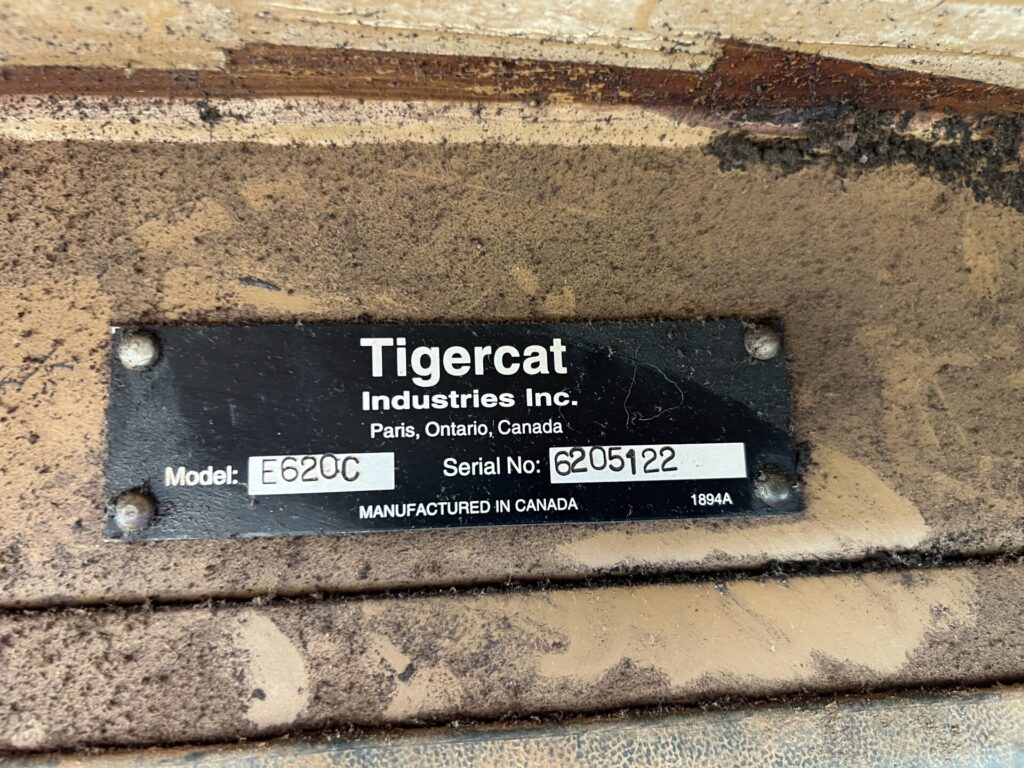 Tigercat
Industries Inc.
Paris, Ontario, Canada
Model: E620C Serial No: 6205122
MANUFACTURED IN CANADA 1894A